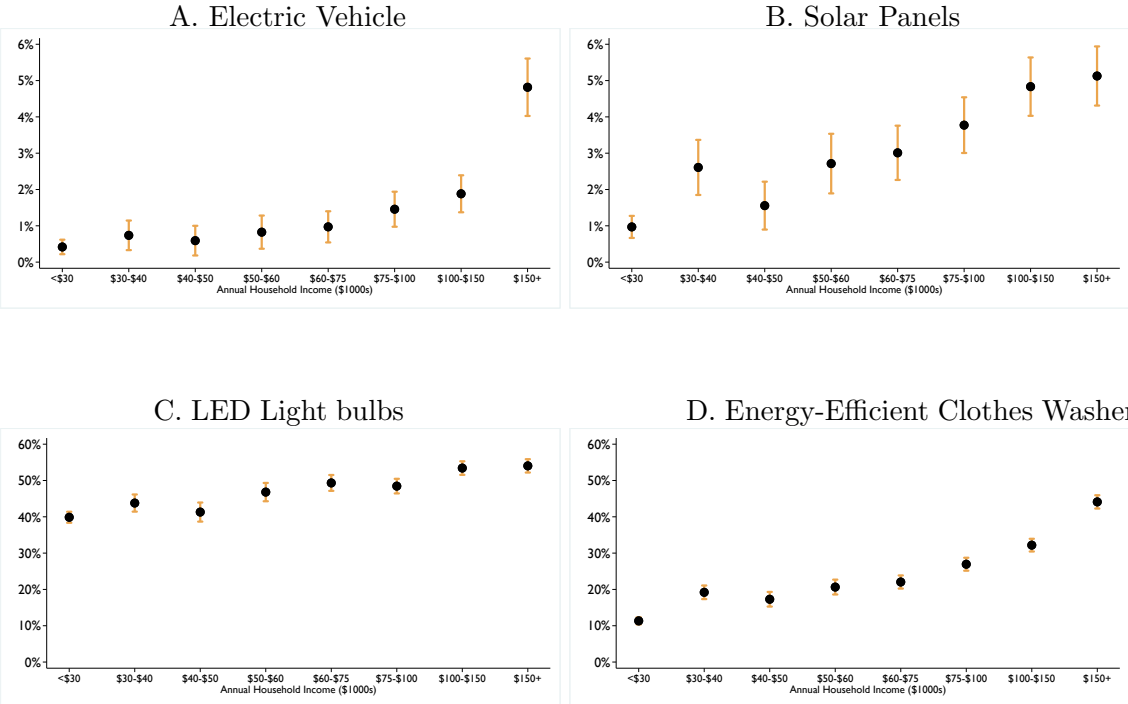 A. Electric Vehicle
6%
5%
4%
3%
2%
1%
0%
<$30 $30-$40 $40-$50 $50-$60 $60-$75 $75-$100 $100-$150 $150+
Annual Household Income ($1000s)
B. Solar Panels
6%
5%
4%
3%
2%
1%
0%
<$30 $30-$40 $40-$50 $50-$60 $60-$75 $75-$100 $100-$150 $150+
Annual Household Income ($1000s)
C. LED Light bulbs
60%
50%
40%
30%
20%
10%
0%
<$30 $30-$40 $40-$50 $50-$60 $60-$75 $75-$100 $100-$150 $150+
Annual Household Income ($1000s)
D. Energy-Efficient Clothes Washer
60%
50%
40%
30%
20%
10%
0%
<$30 $30-$40 $40-$50 $50-$60 $60-$75 $75-$100 $100-$150 $150+
Annual Household Income ($1000s)